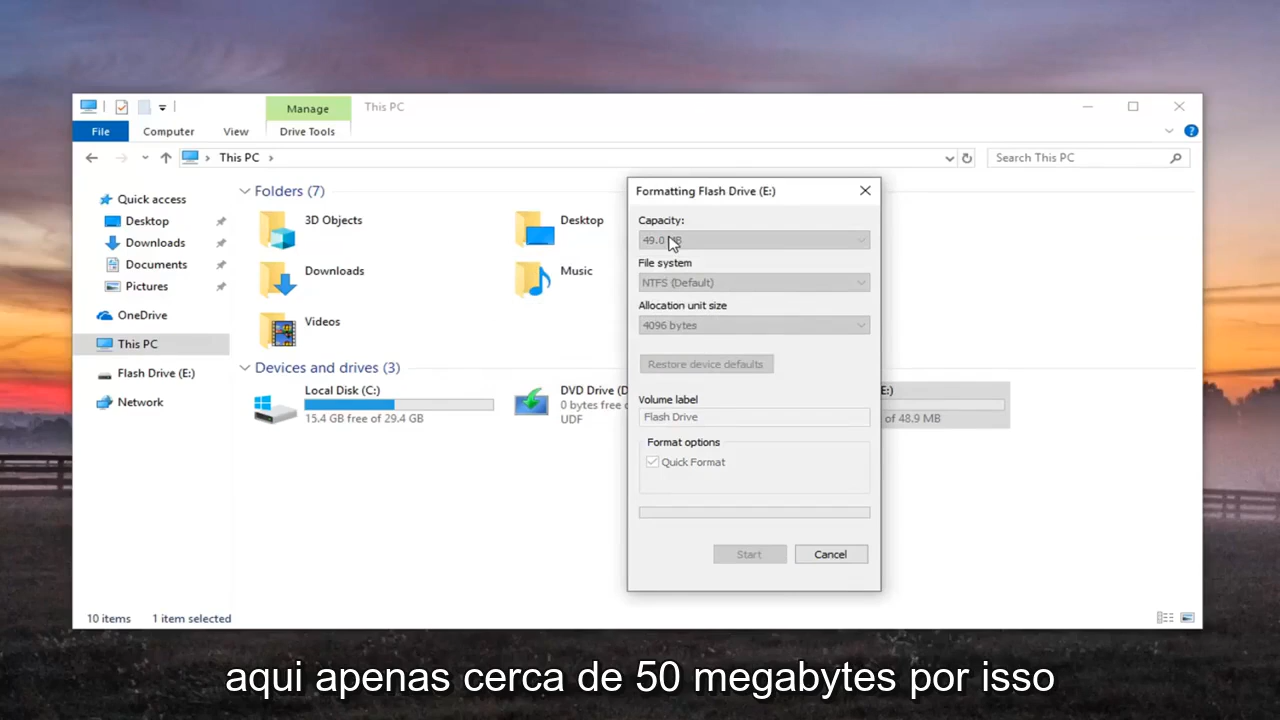 Manage
This PC
File
Computer
View
Drive Tools
This PC
Search This PC
Quick access
Desktop
Downloads
Documents
Pictures
OneDrive
This PC
Flash Drive (E:)
Network
Folders (7)
3D Objects
Desktop
Downloads
Music
Videos
Devices and drives (3)
Local Disk (C:)
15.4 GB free of 29.4 GB
DVD Drive (D
0 bytes free
UDF
E:)
of 48.9 MB
Formatting Flash Drive (E:)
Capacity:
49.0 MB
File system
NTFS (Default)
Allocation unit size
4096 bytes
Restore device defaults
Volume label
Flash Drive
Format options
Quick Format
Start
Cancel
10 items
1 item selected
aqui apenas cerca de 50 megabytes por isso